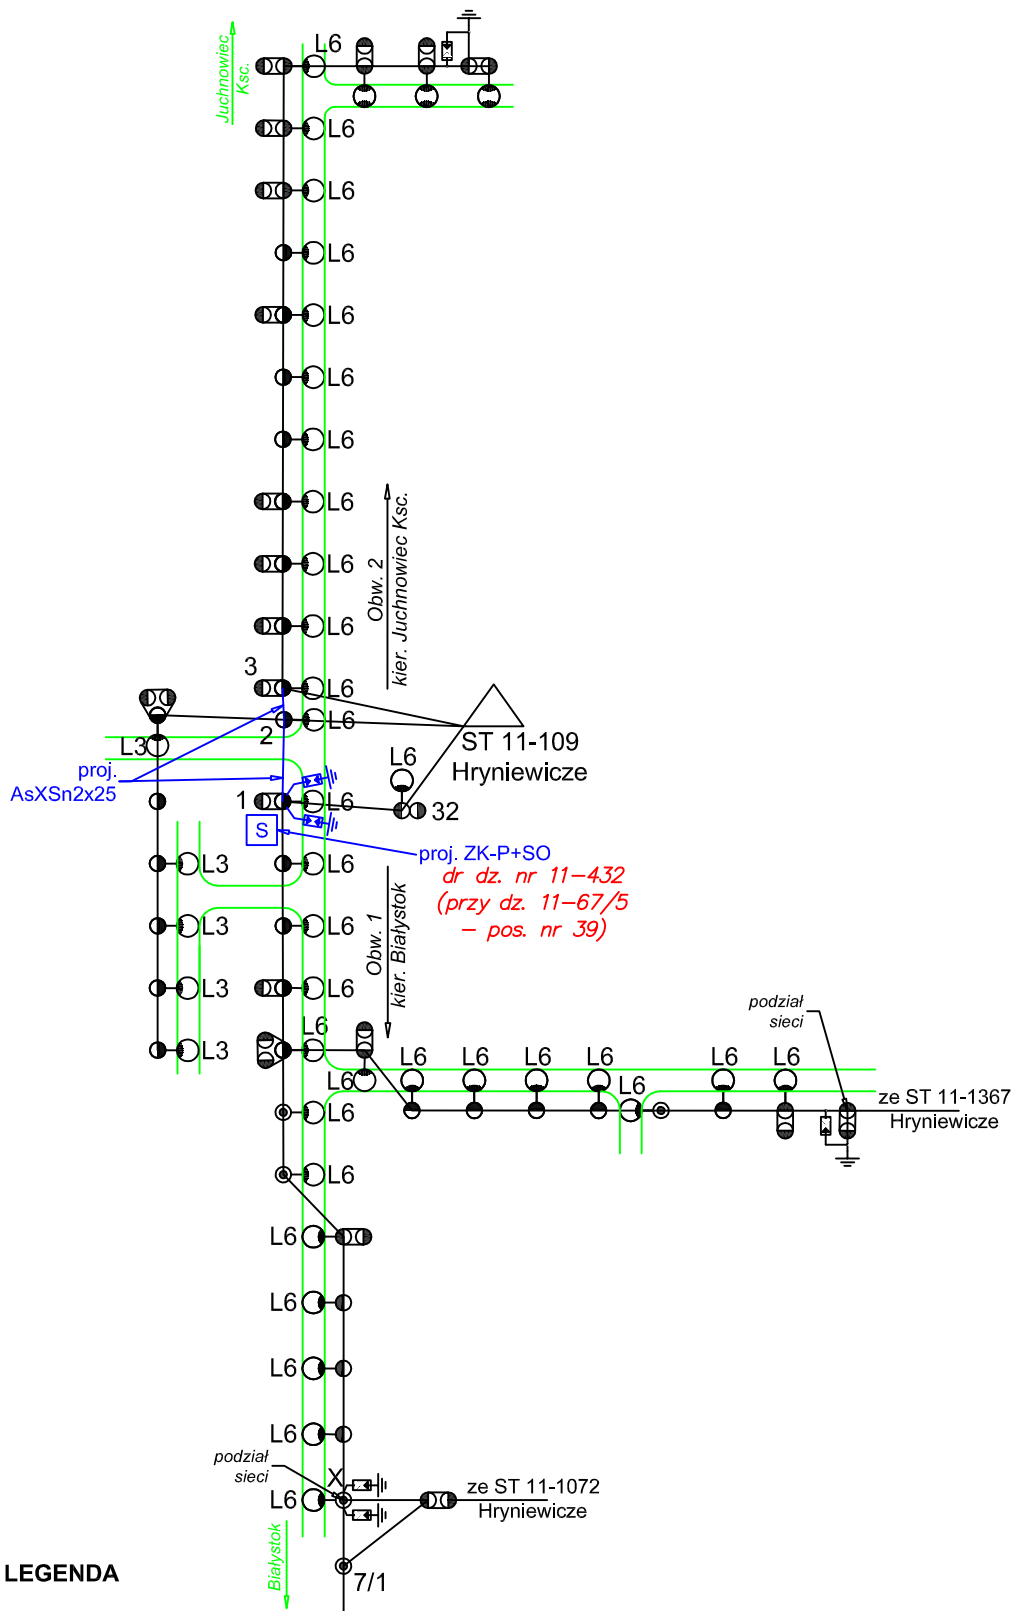 Juchnowiec
Ksc.
L6
L6
L6
L6
L6
L6
L6
L6
L6
L6
Obw. 2
kier. Juchnowiec Ksc.
3
L6
2
L6
L3
ST 11-109
Hryniewicze
proj.
AsXSn2x25
L6
1
L6
32
S
proj. ZK-P+SO
dr dz. nr 11-432
(przy dz. 11-67/5
- pos. nr 39)
L3
L6
L3
L6
Obw. 1
kier. Białystok
L3
L6
L3
L6
podział
sieci
L6
L6
L6
L6
L6
L6
L6
L6
L6
ze ST 11-1367
Hryniewicze
L6
L6
L6
L6
L6
L6
podział
sieci
X
L6
ze ST 11-1072
Hryniewicze
Białystok
7/1
LEGENDA